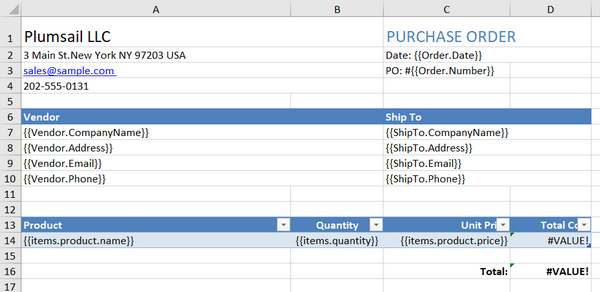 A B C D
1 Plumsail LLC PURCHASE ORDER
2 3 Main St.New York NY 97203 USA Date: {{Order.Date}}
3 sales@sample.com PO: #{{Order.Number}}
4 202-555-0131
5
6 Vendor Ship To
7 {{Vendor.CompanyName}} {{ShipTo.CompanyName}}
8 {{Vendor.Address}} {{ShipTo.Address}}
9 {{Vendor.Email}} {{ShipTo.Email}}
10 {{Vendor.Phone}} {{ShipTo.Phone}}
11
12
13 Product Quantity Unit Pri Total Co
14 {{items.product.name}} {{items.quantity}} {{items.product.price}} #VALUE!
15
16 Total: #VALUE!
17